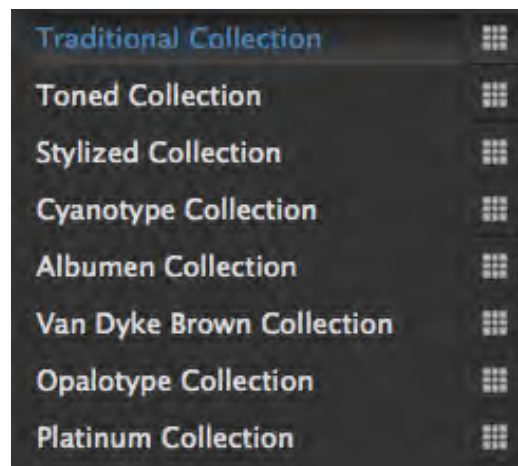 Traditional Collection
Toned Collection
Stylized Collection
Cyanotype Collection
Albumen Collection
Van Dyke Brown Collection
Opalotype Collection
Platinum Collection